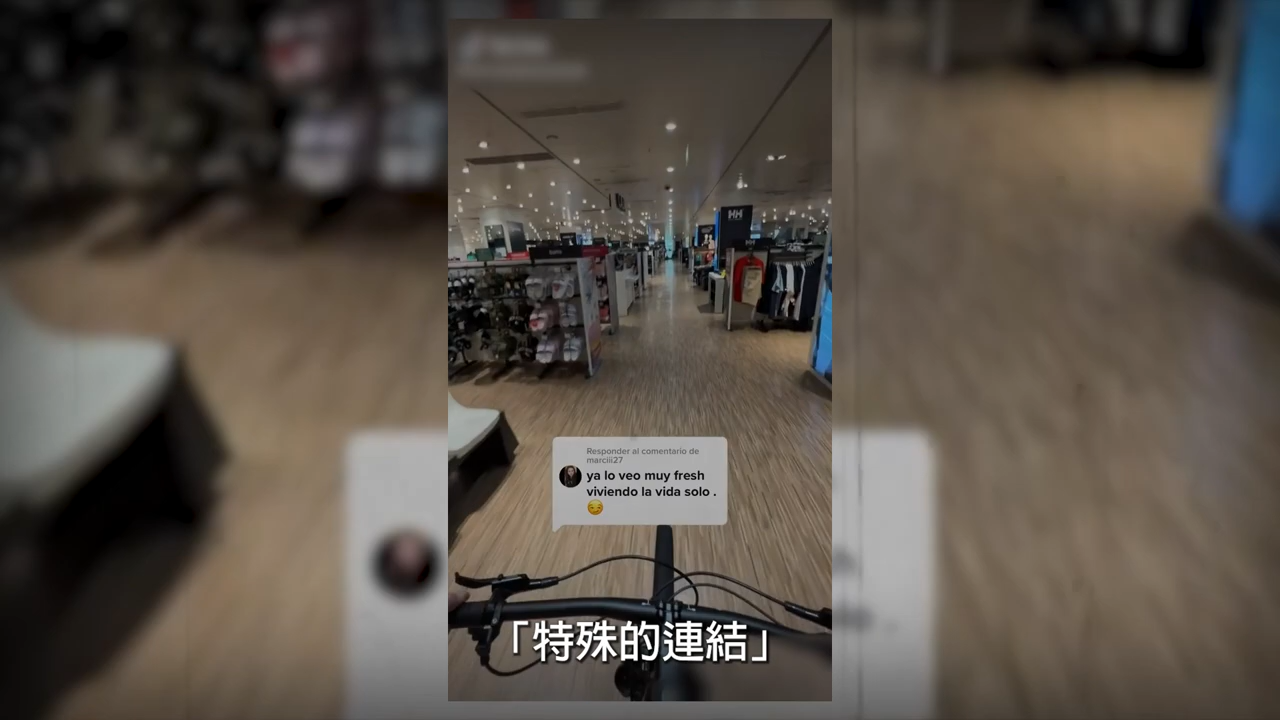 HH
Responder al comentario de
marciii27
ya lo veo muy fresh
viviendo la vida solo .
😏
「特殊的連結」